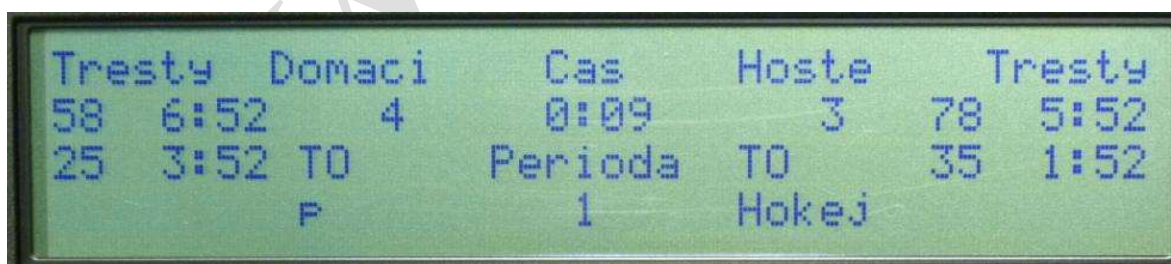 Tresty Domaci Cas Hoste Tresty
58 6:52 4 0:09 3 78 5:52
25 3:52 TO Perioda TO 35 1:52
P 1 Hokej